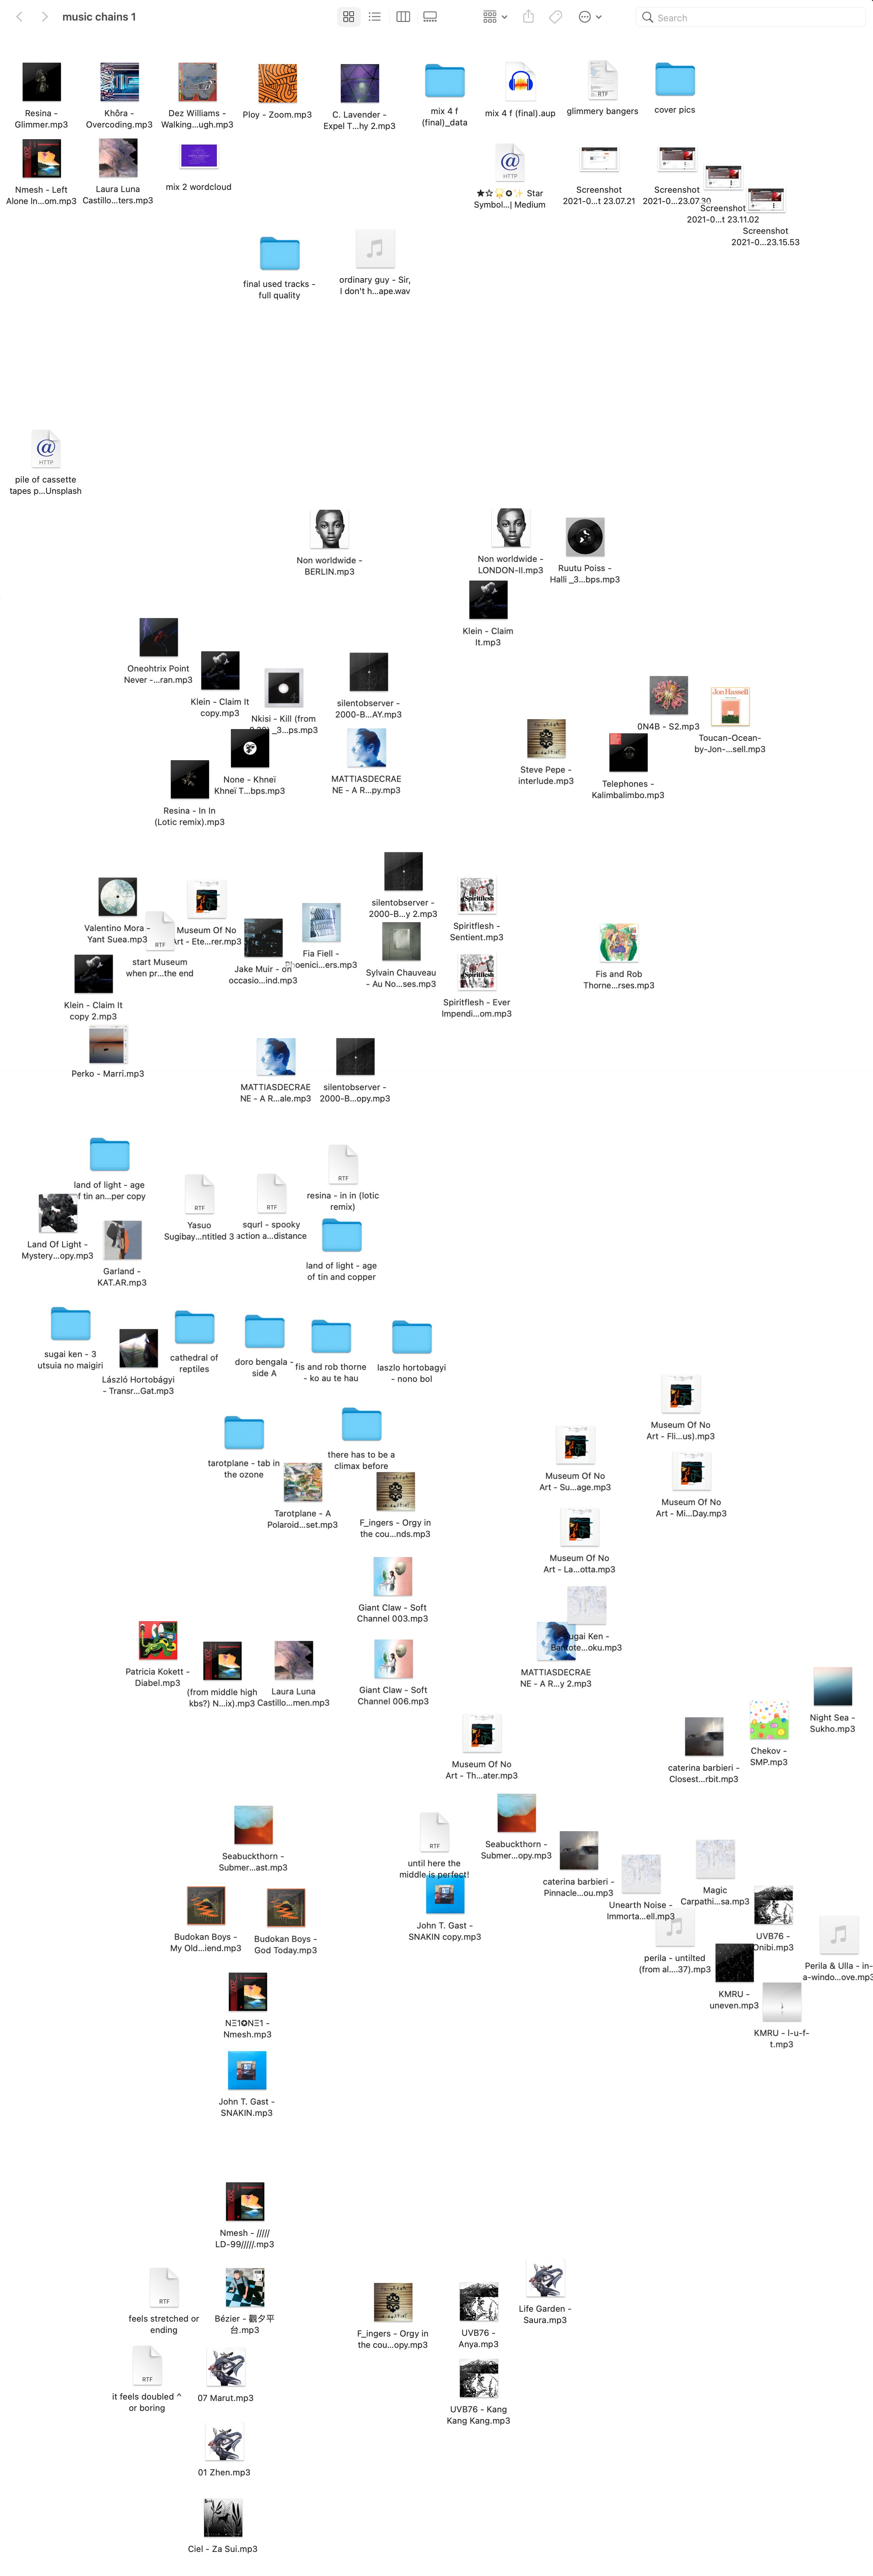 music chains 1
Search
Resina -
Glimmer.mp3
Khôra -
Overcoding.mp3
Dez Williams -
Walking...ugh.mp3
Ploy - Zoom.mp3
C. Lavender -
Expel T...hy 2.mp3
mix 4 f
(final)_data
mix 4 f (final).aup
RTF
glimmery bangers
cover pics
Nmesh - Left
Alone In...om.mp3
Laura Luna
Castillo...ters.mp3
mix 2 wordcloud
HTTP
★☆🌟✪✨ Star
Symbol...| Medium
Screenshot
2021-0...t 23.07.21
Screenshot
2021-0...23.07.30
Screenshot
2021-0...t 23.11.02
Screenshot
2021-0...23.15.53
final used tracks -
full quality
ordinary guy - Sir,
I don't h...ape.wav
HTTP
pile of cassette
tapes p...Unsplash
Non worldwide -
BERLIN.mp3
Non worldwide -
LONDON-II.mp3
Ruutu Poiss -
Halli _3...bps.mp3
Klein - Claim
It.mp3
Oneohtrix Point
Never -...ran.mp3
Klein - Claim It
copy.mp3
Nkisi - Kill (from
_3...ps.mp3
silentobserver -
2000-B...AY.mp3
0N4B - S2.mp3
Jon Hassell
Toucan-Ocean-
by-Jon-...sell.mp3
None - Khneï
Khneï T...bps.mp3
MATTIASDECRAE
NE - A R...py.mp3
Steve Pepe -
interlude.mp3
Telephones -
Kalimbalimbo.mp3
Resina - In In
(Lotic remix).mp3
Valentino Mora -
Yant Suea.mp3
Museum Of No
Art - Ete...rer.mp3
RTF
start Museum
when pr...the end
Jake Muir - on
occasio...ind.mp3
Fia Fiell -
Phoenici...ers.mp3
silentobserver -
2000-B...y 2.mp3
Sylvain Chauveau
- Au No...ses.mp3
Spiritflesh
Spiritflesh -
Sentient.mp3
Fis and Rob
Thorne...rses.mp3
Klein - Claim It
copy 2.mp3
Spiritflesh
Spiritflesh - Ever
Impendi...om.mp3
Perko - Marri.mp3
MATTIASDECRAE
NE - A R...ale.mp3
silentobserver -
2000-B...opy.mp3
land of light - age
of tin an...per copy
RTF
Yasuo
Sugibay...ntitled 3
RTF
squrl - spooky
action a...distance
RTF
resina - in in (lotic
remix)
Land Of Light -
Mystery...opy.mp3
Garland -
KAT.AR.mp3
land of light - age
of tin and copper
sugai ken - 3
utsuia no maigiri
László Hortobágyi
- Transr...Gat.mp3
cathedral of
reptiles
doro bengala -
side A
fis and rob thorne
- ko au te hau
laszlo hortobagyi
- nono bol
tarotplane - tab in
the ozone
there has to be a
climax before
Museum Of No
Art - Fli...us).mp3
Museum Of No
Art - Su...age.mp3
Tarotplane - A
Polaroid...set.mp3
F_ingers - Orgy in
the cou...nds.mp3
Museum Of No
Art - Mi...Day.mp3
Museum Of No
Art - La...otta.mp3
Giant Claw - Soft
Channel 003.mp3
Sugai Ken -
Bantote...oku.mp3
MATTIASDECRAE
NE - A R...y 2.mp3
Patricia Kokett -
Diabel.mp3
(from middle high
kbs?) N...ix).mp3
Laura Luna
Castillo...men.mp3
Giant Claw - Soft
Channel 006.mp3
Night Sea -
Sukho.mp3
Museum Of No
Art - Th...ater.mp3
caterina barbieri -
Closest...rbit.mp3
Chekov -
SMP.mp3
Seabuckthorn -
Submer...ast.mp3
RTF
until here the
middle is perfect!
Seabuckthorn -
Submer...opy.mp3
caterina barbieri -
Pinnacle...ou.mp3
Unearth Noise -
Immorta...ell.mp3
Magic
Carpathi...sa.mp3
Budokan Boys -
My Old...iend.mp3
Budokan Boys -
God Today.mp3
John T. Gast -
SNAKIN copy.mp3
perila - untilted
(from al....37).mp3
UVB76 -
Onibi.mp3
Perila & Ulla - in-
a-windo...ove.mp3
KMRU -
uneven.mp3
KMRU - l-u-f-
t.mp3
NΞ1✪NΞ1 -
Nmesh.mp3
John T. Gast -
SNAKIN.mp3
Nmesh - /////
LD-99/////.mp3
RTF
feels stretched or
ending
Bézier - 觀夕平
台.mp3
F_ingers - Orgy in
the cou...opy.mp3
UVB76 -
Anya.mp3
Life Garden -
Saura.mp3
RTF
it feels doubled ^
or boring
07 Marut.mp3
UVB76 - Kang
Kang Kang.mp3
01 Zhen.mp3
Ciel - Za Sui.mp3